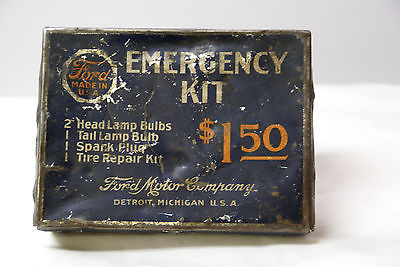 Ford
MADE IN
U.S.A.
EMERGENCY
KIT
2 Head Lamp Bulbs
1 Tail Lamp Bulb
1 Spark Plug
1 Tire Repair Kit
$1.50
Ford Motor Company
DETROIT, MICHIGAN U.S.A.